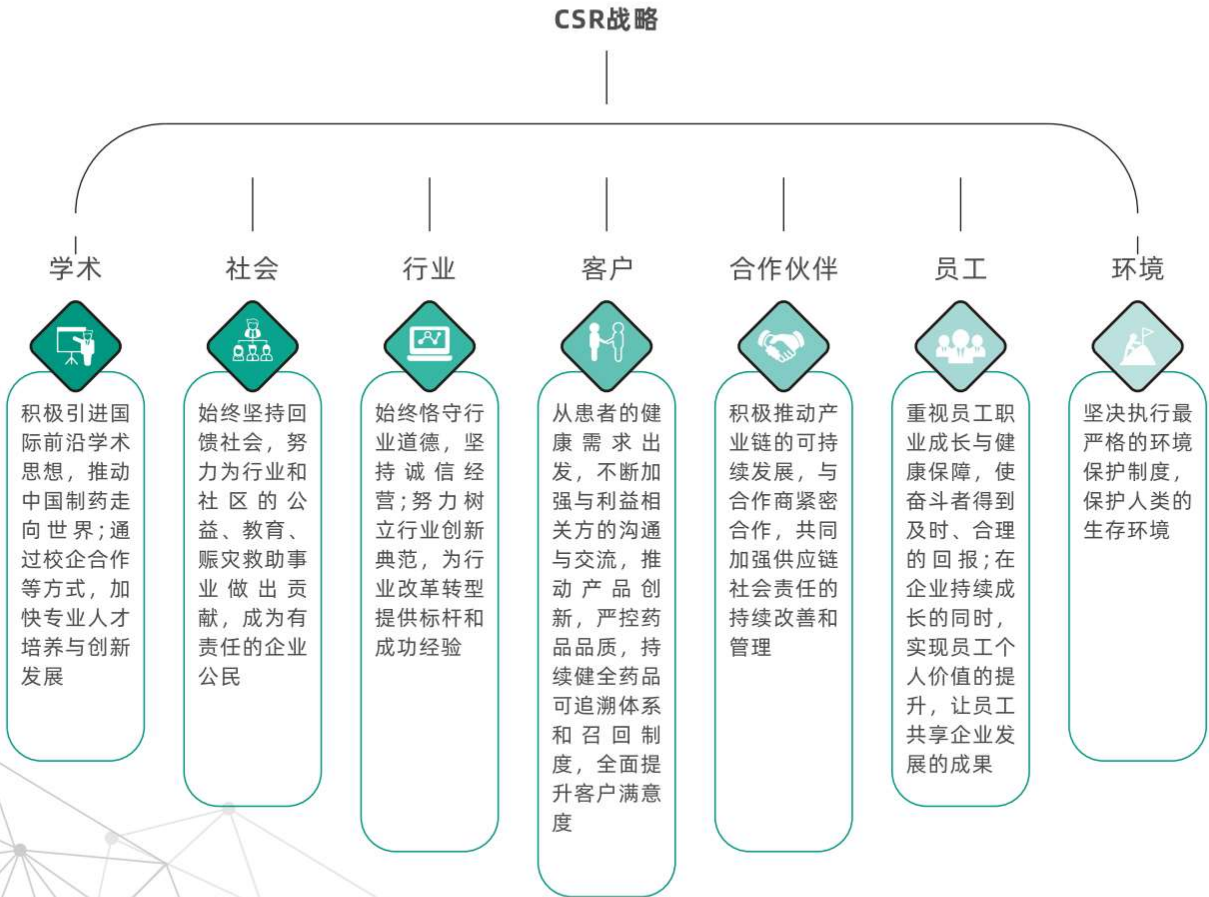 CSR战略
学术
社会
行业
客户
合作伙伴
员工
环境
积极引进国
际前沿学术
思想，推动
中国制药走
向世界;通
过校企合作
等方式，加
快专业人才
培养与创新
发展
始终坚持回
馈社会，努
力为行业和
社区的公
益、教育、
赈灾救助事
业做出贡
献，成为有
责任的企业
公民
始终恪守行
业道德，坚
持诚信经
营;努力树
立行业创新
典范，为行
业改革转型
提供标杆和
成功经验
从患者的健
康需求出
发，不断加
强与利益相
关方的沟通
与交流，推
动产品创
新，严控药
品品质，持
续健全药品
可追溯体系
和召回制
度，全面提
升客户满意
度
积极推动产
业链的可持
续发展，与
合作商紧密
合作，共同
加强供应链
社会责任的
持续改善和
管理
重视员工职
业成长与健
康保障，使
奋斗者得到
及时、合理
的回报;在
企业持续成
长的同时，
实现员工个
人价值的提
升，让员工
共享企业发
展的成果
坚决执行最
严格的环境
保护制度，
保护人类的
生存环境